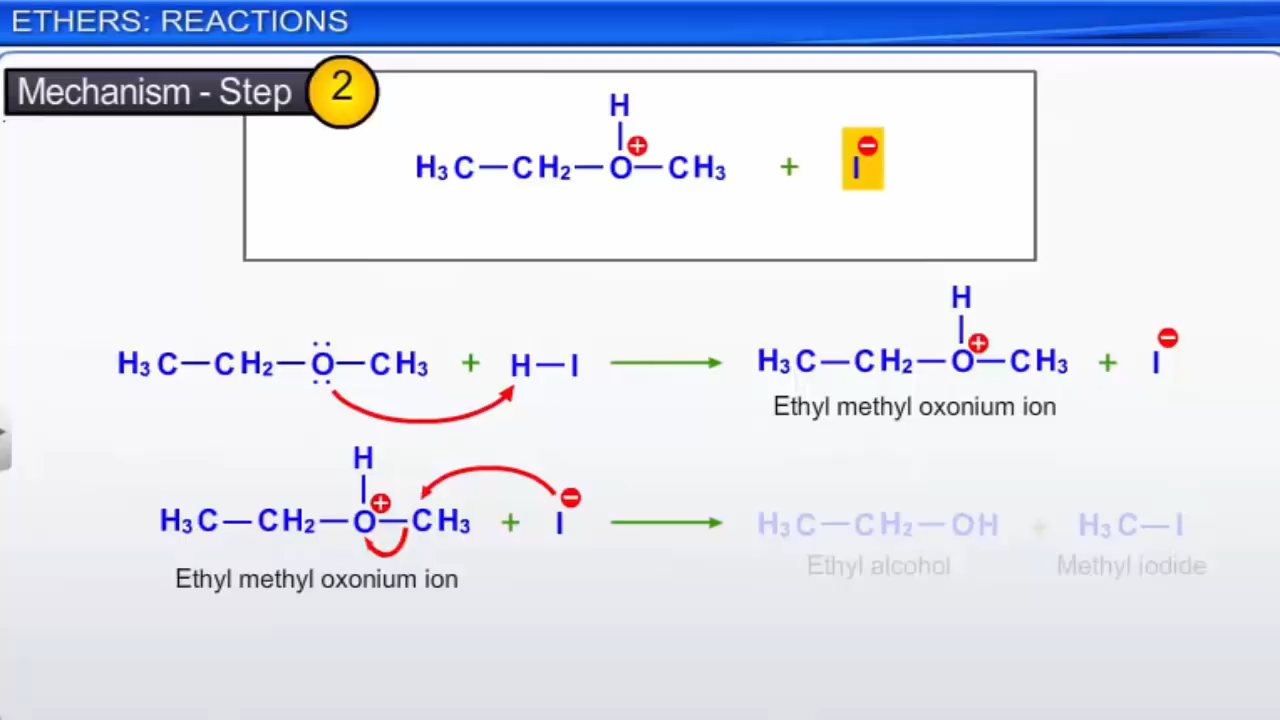 ETHERS: REACTIONS
Mechanism - Step 2
H
H₃C—CH₂—O⊕—CH₃ + I⊖
H
H₃C—CH₂—O—CH₃ + H—I ⟶ H₃C—CH₂—O⊕—CH₃ + I⊖
Ethyl methyl oxonium ion
H
H₃C—CH₂—O⊕—CH₃ + I⊖ ⟶ H₃C—CH₂—OH + H₃C—I
Ethyl alcohol Methyl iodide
Ethyl methyl oxonium ion